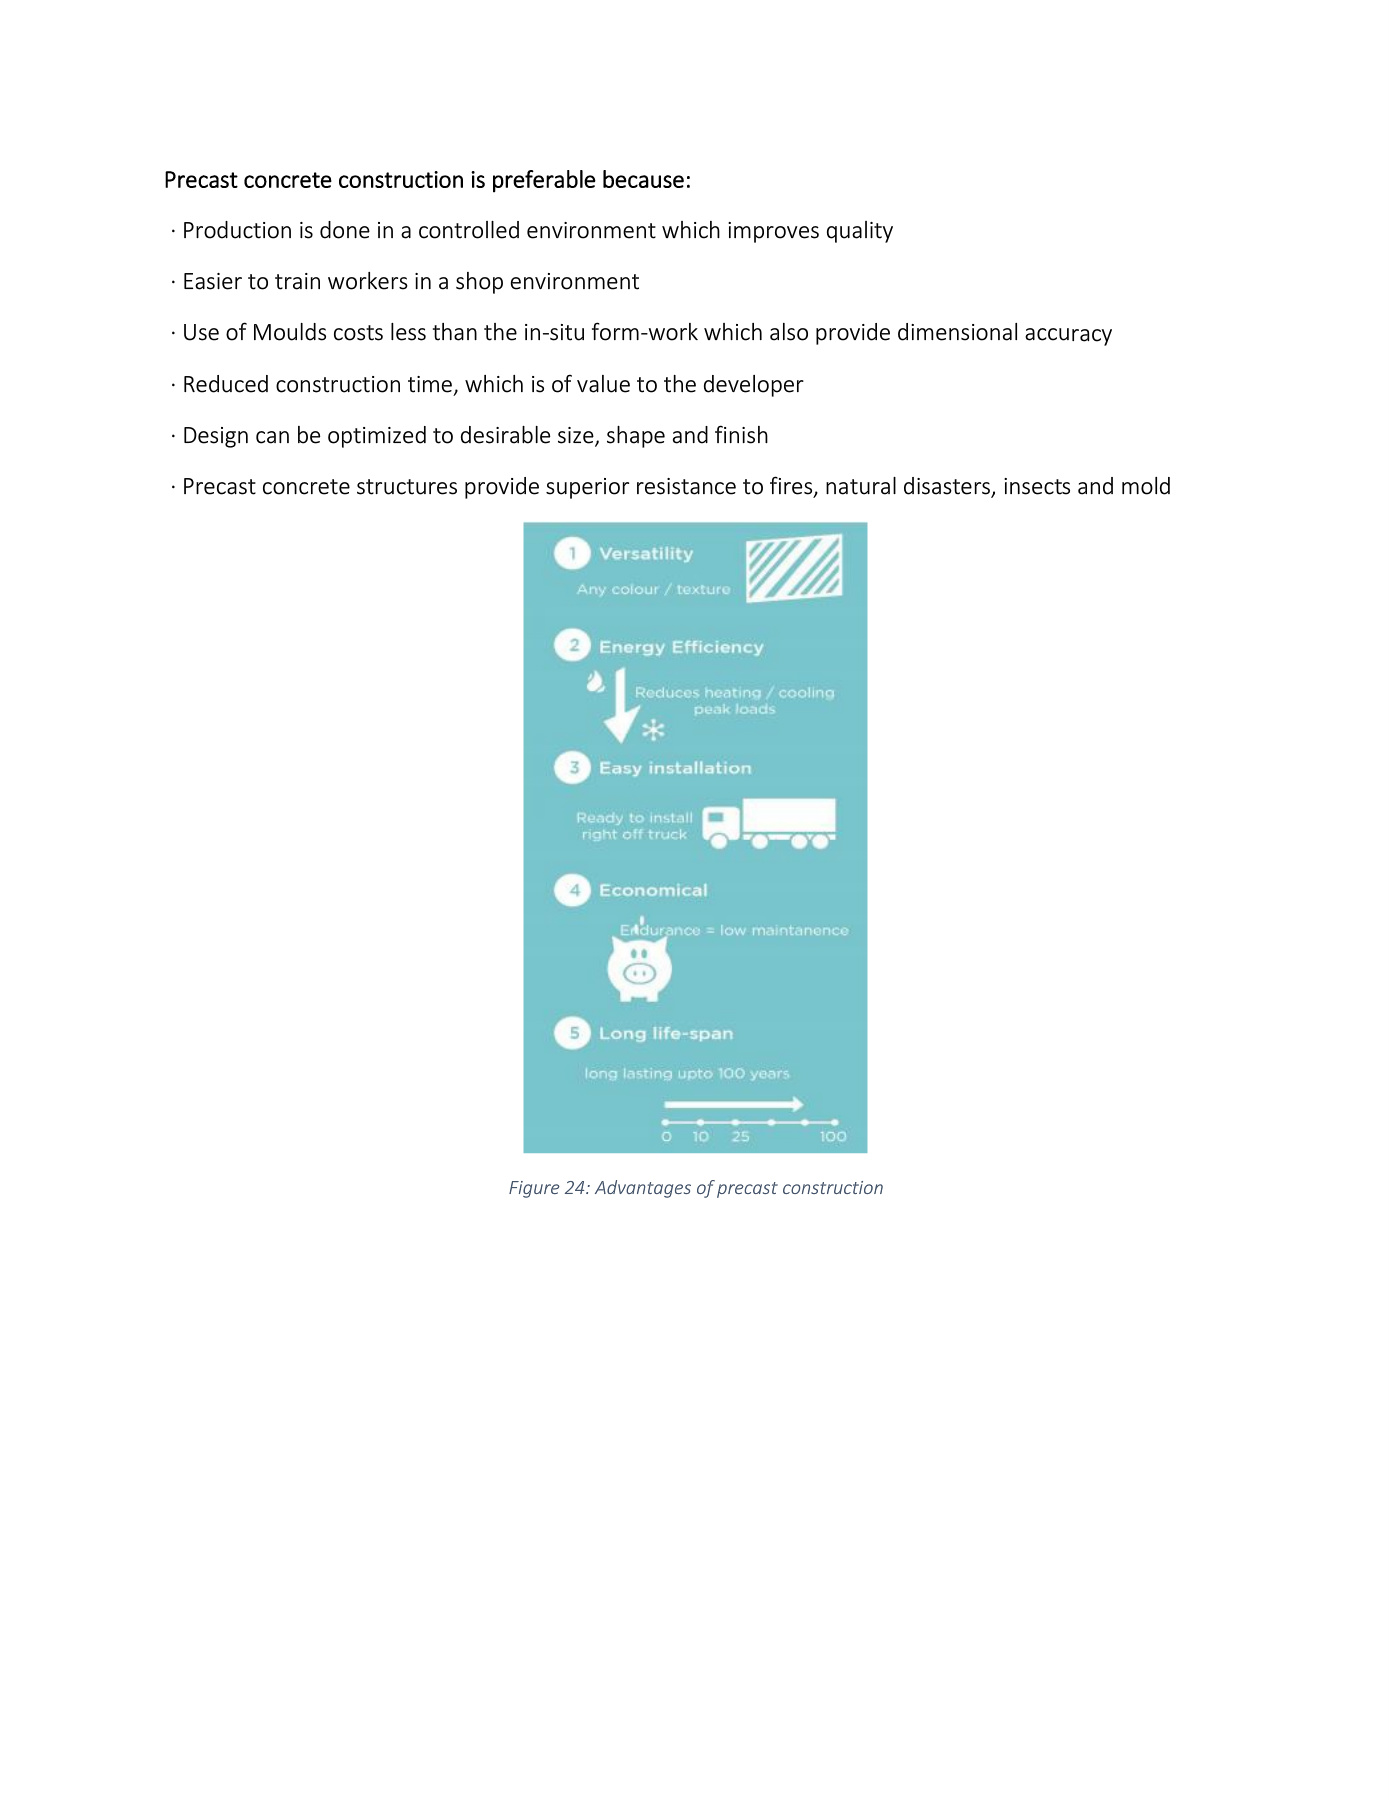 Precast concrete construction is preferable because:
· Production is done in a controlled environment which improves quality
· Easier to train workers in a shop environment
· Use of Moulds costs less than the in-situ form-work which also provide dimensional accuracy
· Reduced construction time, which is of value to the developer
· Design can be optimized to desirable size, shape and finish
· Precast concrete structures provide superior resistance to fires, natural disasters, insects and mold
1 Versatility
Any colour / texture
2 Energy Efficiency
Reduces heating / cooling
peak loads
3 Easy installation
Ready to install
right off truck
4 Economical
Endurance = low maintanence
5 Long life-span
long lasting upto 100 years
0 10 25 100
Figure 24: Advantages of precast construction